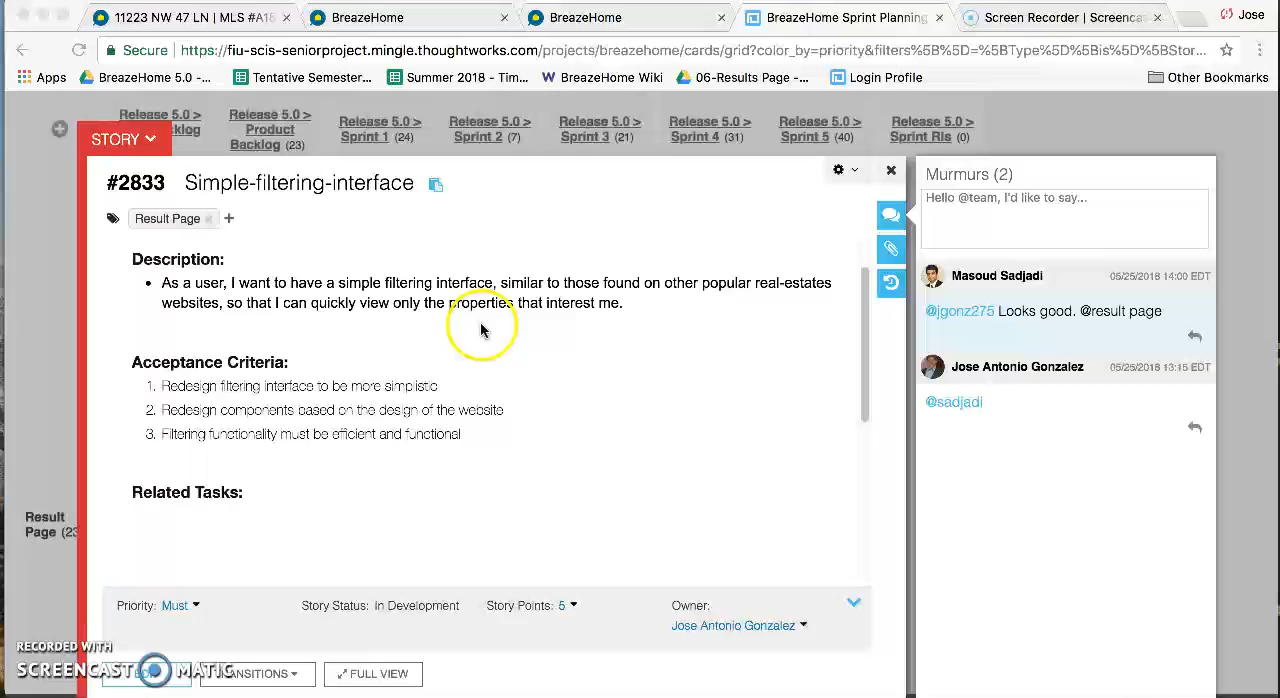 11223 NW 47 LN | MLS #A18
BreazeHome
BreazeHome
BreazeHome Sprint Planning
Screen Recorder | Screenca
Jose
Secure
https://fiu-scis-seniorproject.mingle.thoughtworks.com/projects/breazehome/cards/grid?color_by=priority&filters%5B%5D=%5BType%5D%5Bis%5D%5BStor...
Apps
BreazeHome 5.0 -...
Tentative Semester...
Summer 2018 - Tim...
BreazeHome Wiki
06-Results Page -...
Login Profile
Other Bookmarks
Release 5.0 >
Release 5.0 >
Product
Backlog (23)
Release 5.0 >
Sprint 1 (24)
Release 5.0 >
Sprint 2 (7)
Release 5.0 >
Sprint 3 (21)
Release 5.0 >
Sprint 4 (31)
Release 5.0 >
Sprint 5 (40)
Release 5.0 >
Sprint Rls (0)
STORY
#2833 Simple-filtering-interface
Result Page
Description:
As a user, I want to have a simple filtering interface, similar to those found on other popular real-estates
websites, so that I can quickly view only the properties that interest me.
Acceptance Criteria:
1. Redesign filtering interface to be more simplistic
2. Redesign components based on the design of the website
3. Filtering functionality must be efficient and functional
Related Tasks:
Result
Page (23
Priority: Must
Story Status: In Development
Story Points: 5
Owner:
Jose Antonio Gonzalez
FULL VIEW
Murmurs (2)
Hello @team, I'd like to say...
Masoud Sadjadi 05/25/2018 14:00 EDT
@jgonz275 Looks good. @result page
Jose Antonio Gonzalez 05/25/2018 13:15 EDT
@sadjadi
RECORDED WITH
SCREENCAST MATIC